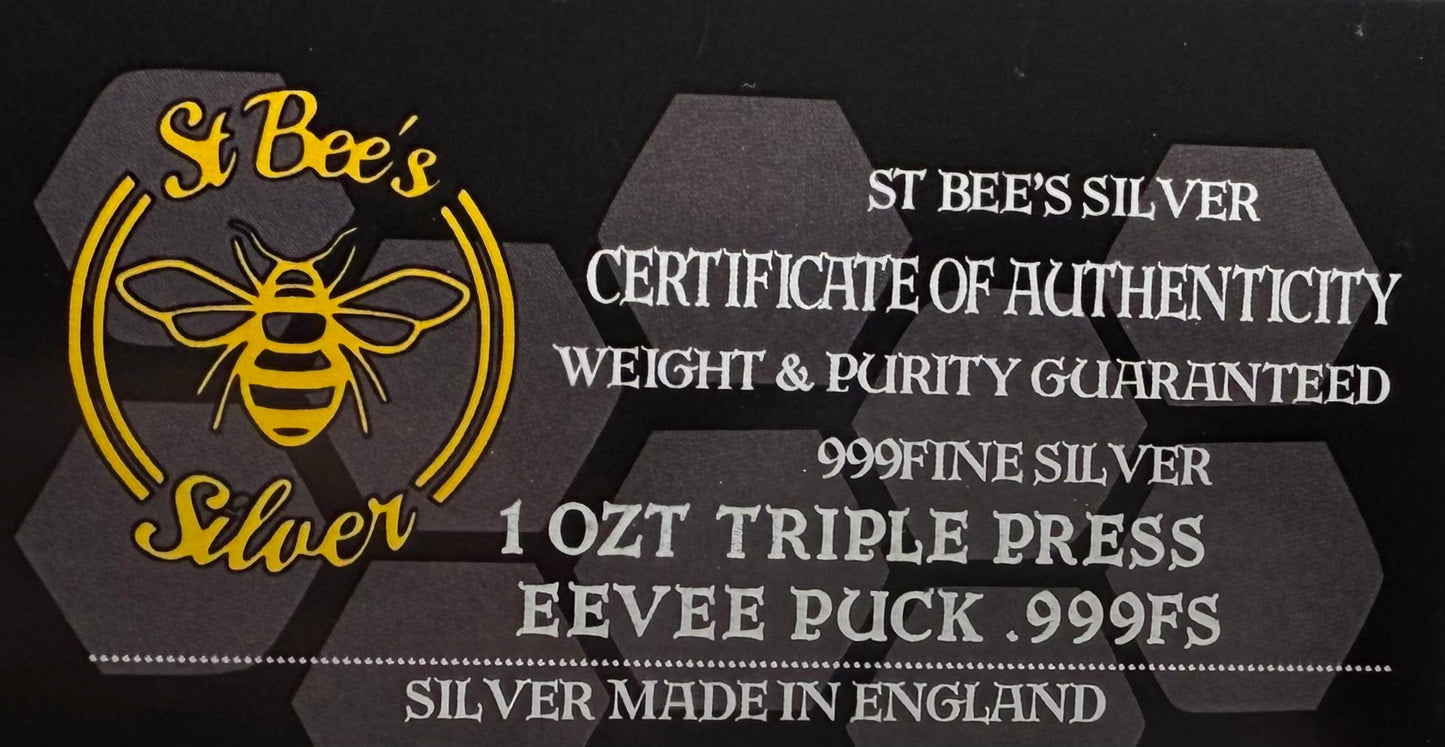 St Bee's
Silver
ST BEE'S SILVER
CERTIFICATE OF AUTHENTICITY
WEIGHT & PURITY GUARANTEED
999FINE SILVER
1 OZT TRIPLE PRESS
EEVEE PUCK .999FS
SILVER MADE IN ENGLAND